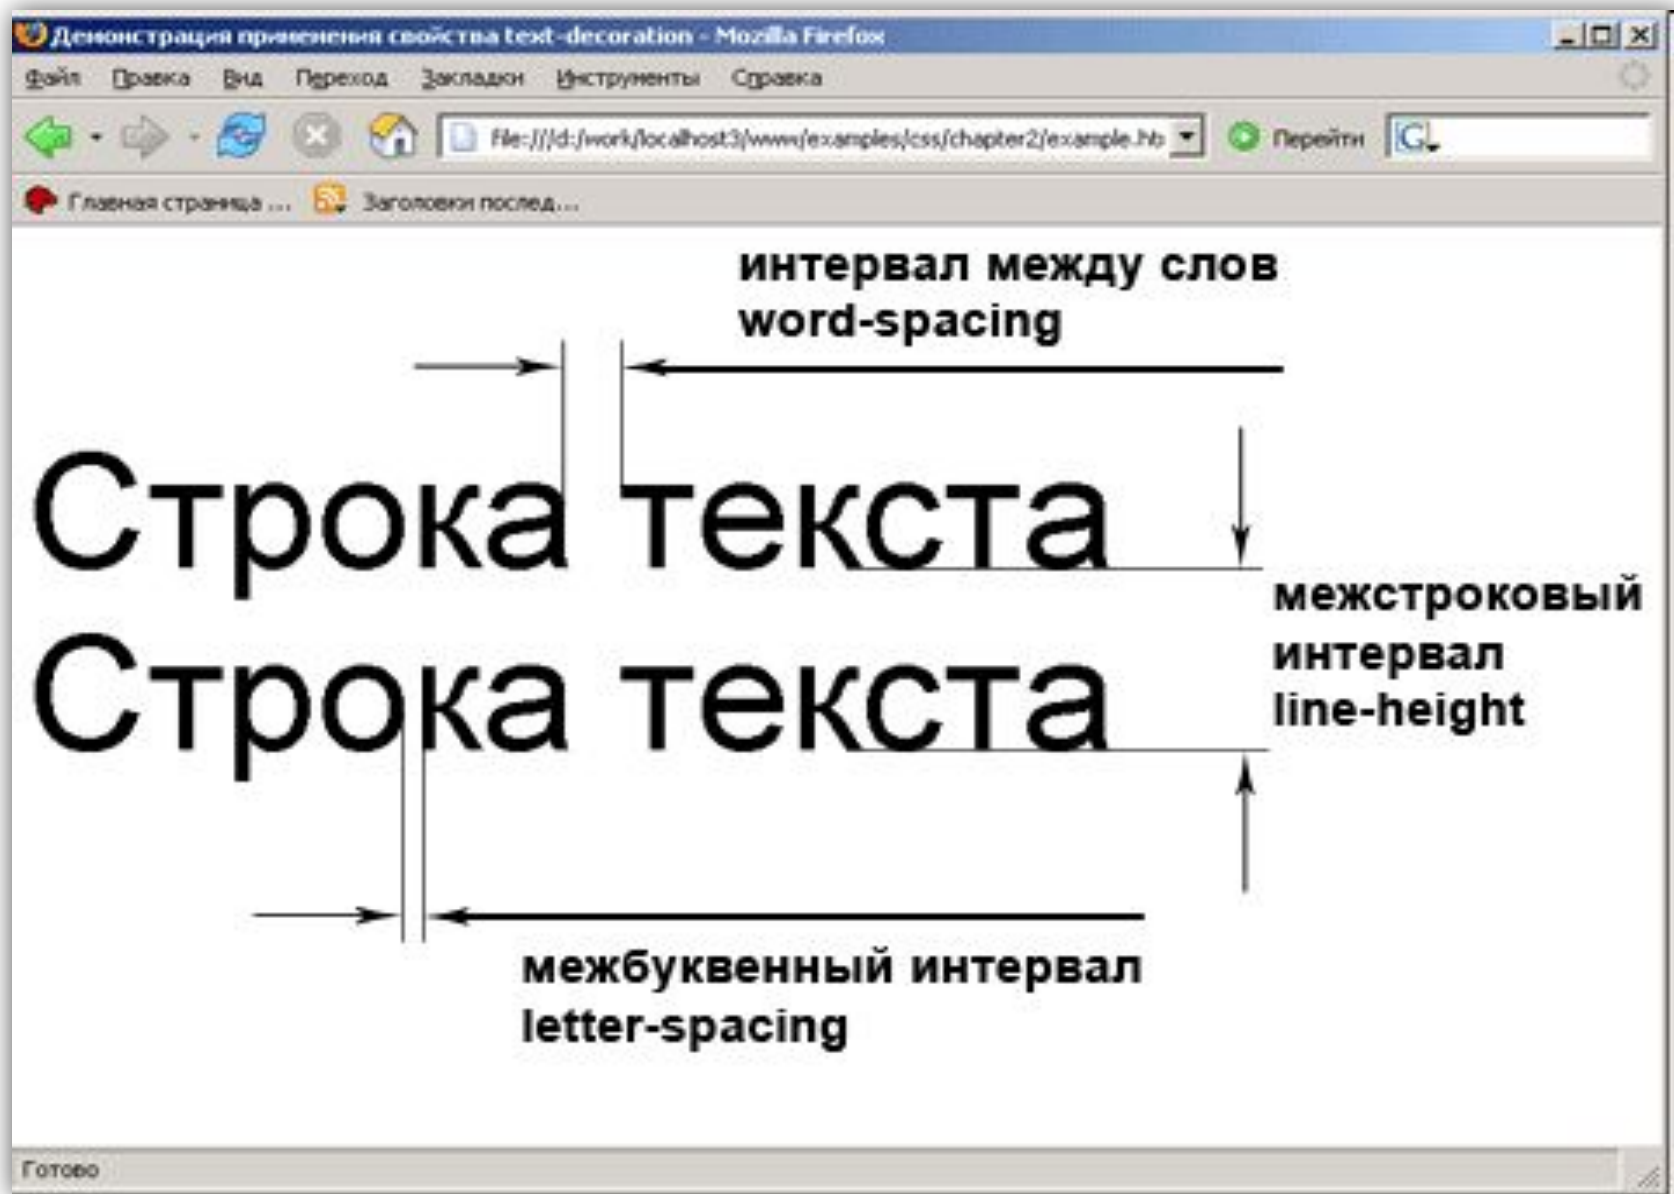 Демонстрация применения свойства text-decoration - Mozilla Firefox
Файл Правка Вид Переход Закладки Инструменты Справка
file:///d:/work/localhost3/www/examples/css/chapter2/example.ht Перейти G
Главная страница ... Заголовки послед...
интервал между слов
word-spacing
Строка текста
межстроковый
интервал
line-height
Строка текста
межбуквенный интервал
letter-spacing
Готово